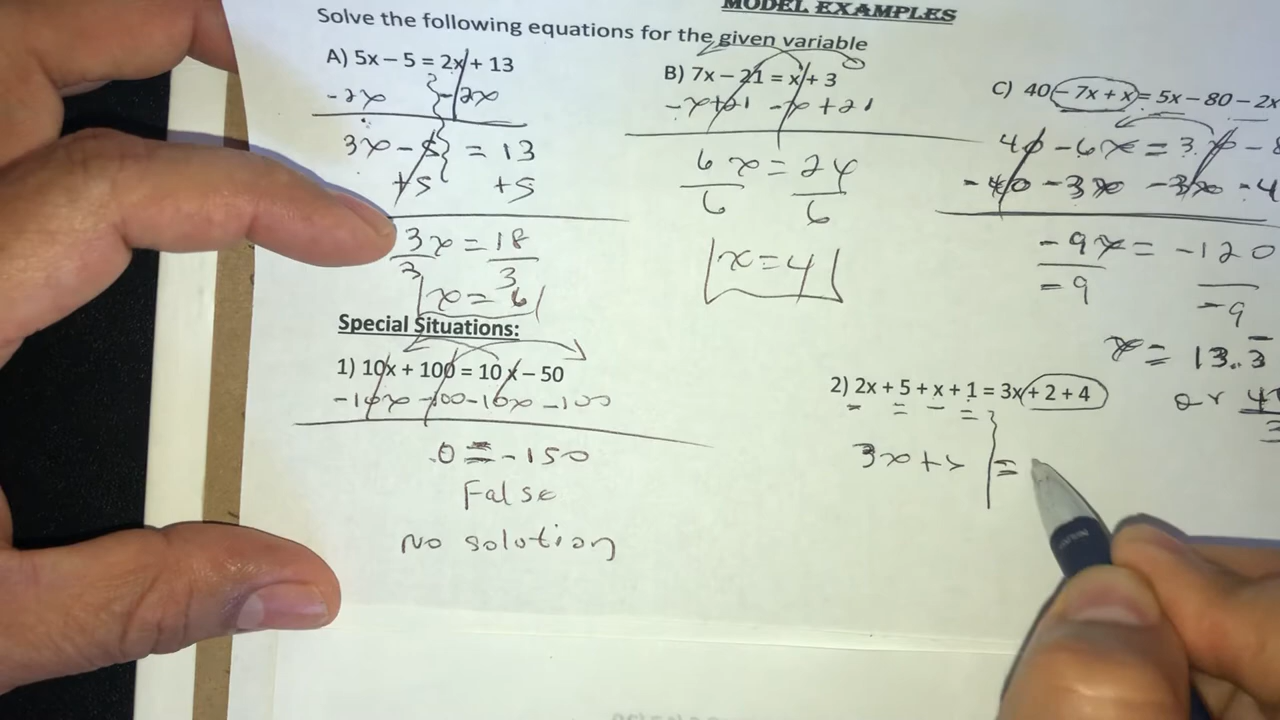 MODEL EXAMPLES
Solve the following equations for the given variable
A) 5x – 5 = 2x + 13
-2x -2x
3x - 5 = 13
+5 +5
3x = 18
3 3
x = 6
B) 7x – 21 = x + 3
-x +21 -x +21
6x = 24
6 6
x = 4
C) 40 – 7x + x = 5x – 80 – 2x
40 - 6x = 3x - 8
-40 -3x -3x -4
-9x = -120
-9 -9
x = 13.3
or 4
3
Special Situations:
1) 10x + 100 = 10x – 50
-10x -100 -10x -100
0 = -150
False
No solution
2) 2x + 5 + x + 1 = 3x + 2 + 4
3x +
=